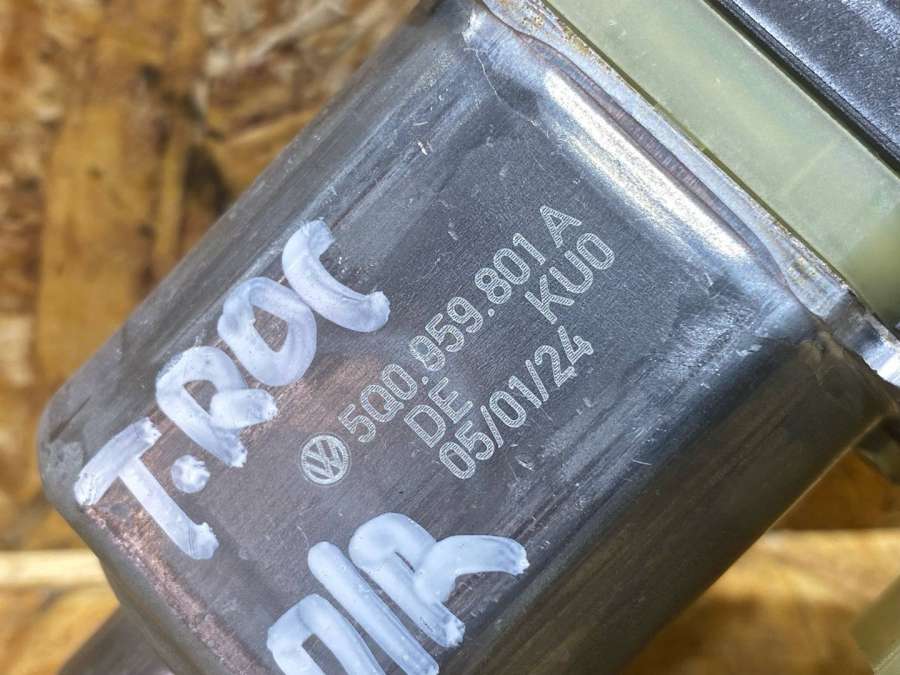 T.ROC
5Q0.959.801 A
DE KU0
05/01/24